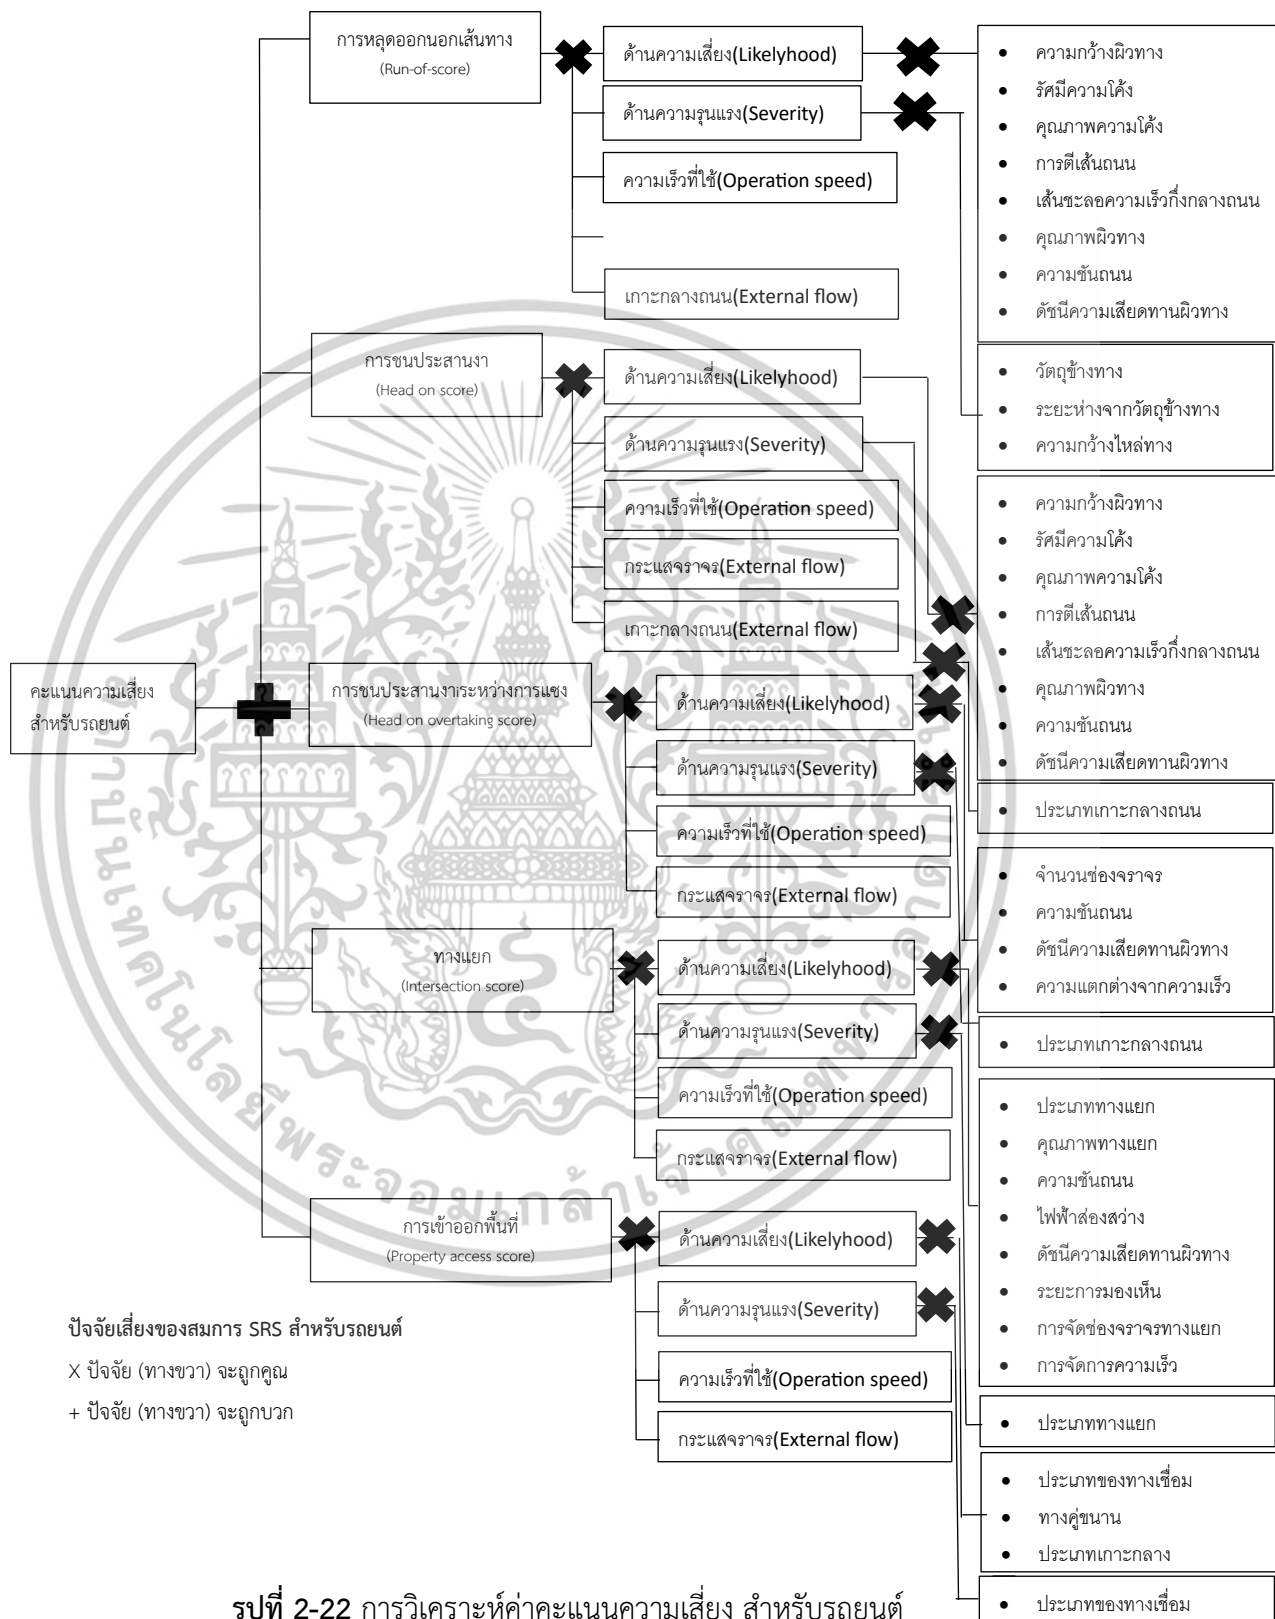 การหลุดออกนอกเส้นทาง
(Run-of-score)
ด้านความเสี่ยง(Likelyhood)
ด้านความรุนแรง(Severity)
ความเร็วที่ใช้(Operation speed)
เกาะกลางถนน(External flow)
• ความกว้างผิวทาง
• รัศมีความโค้ง
• คุณภาพความโค้ง
• การตีเส้นถนน
• เส้นชะลอความเร็วกึ่งกลางถนน
• คุณภาพผิวทาง
• ความชันถนน
• ดัชนีความเสียดทานผิวทาง
• วัตถุข้างทาง
• ระยะห่างจากวัตถุข้างทาง
• ความกว้างไหล่ทาง
การชนประสานงา
(Head on score)
ด้านความเสี่ยง(Likelyhood)
ด้านความรุนแรง(Severity)
ความเร็วที่ใช้(Operation speed)
กระแสจราจร(External flow)
เกาะกลางถนน(External flow)
• ความกว้างผิวทาง
• รัศมีความโค้ง
• คุณภาพความโค้ง
• การตีเส้นถนน
• เส้นชะลอความเร็วกึ่งกลางถนน
• คุณภาพผิวทาง
• ความชันถนน
• ดัชนีความเสียดทานผิวทาง
• ประเภทเกาะกลางถนน
คะแนนความเสี่ยง
สำหรับรถยนต์
การชนประสานงาระหว่างการแซง
(Head on overtaking score)
ด้านความเสี่ยง(Likelyhood)
ด้านความรุนแรง(Severity)
ความเร็วที่ใช้(Operation speed)
กระแสจราจร(External flow)
• จำนวนช่องจราจร
• ความชันถนน
• ดัชนีความเสียดทานผิวทาง
• ความแตกต่างจากความเร็ว
• ประเภทเกาะกลางถนน
ทางแยก
(Intersection score)
ด้านความเสี่ยง(Likelyhood)
ด้านความรุนแรง(Severity)
ความเร็วที่ใช้(Operation speed)
กระแสจราจร(External flow)
• ประเภททางแยก
• คุณภาพทางแยก
• ความชันถนน
• ไฟฟ้าส่องสว่าง
• ดัชนีความเสียดทานผิวทาง
• ระยะการมองเห็น
• การจัดช่องจราจรทางแยก
• การจัดการความเร็ว
• ประเภททางแยก
การเข้าออกพื้นที่
(Property access score)
ด้านความเสี่ยง(Likelyhood)
ด้านความรุนแรง(Severity)
ความเร็วที่ใช้(Operation speed)
กระแสจราจร(External flow)
• ประเภทของทางเชื่อม
• ทางคู่ขนาน
• ประเภทเกาะกลาง
• ประเภทของทางเชื่อม
ปัจจัยเสี่ยงของสมการ SRS สำหรับรถยนต์
X ปัจจัย (ทางขวา) จะถูกคูณ
+ ปัจจัย (ทางขวา) จะถูกบวก
สถาบันเทคโนโลยีพระจอมเกล้าเจ้าคุณทหารลาดกระบัง
รูปที่ 2-22 การวิเคราะห์ค่าคะแนนความเสี่ยง สำหรับรถยนต์